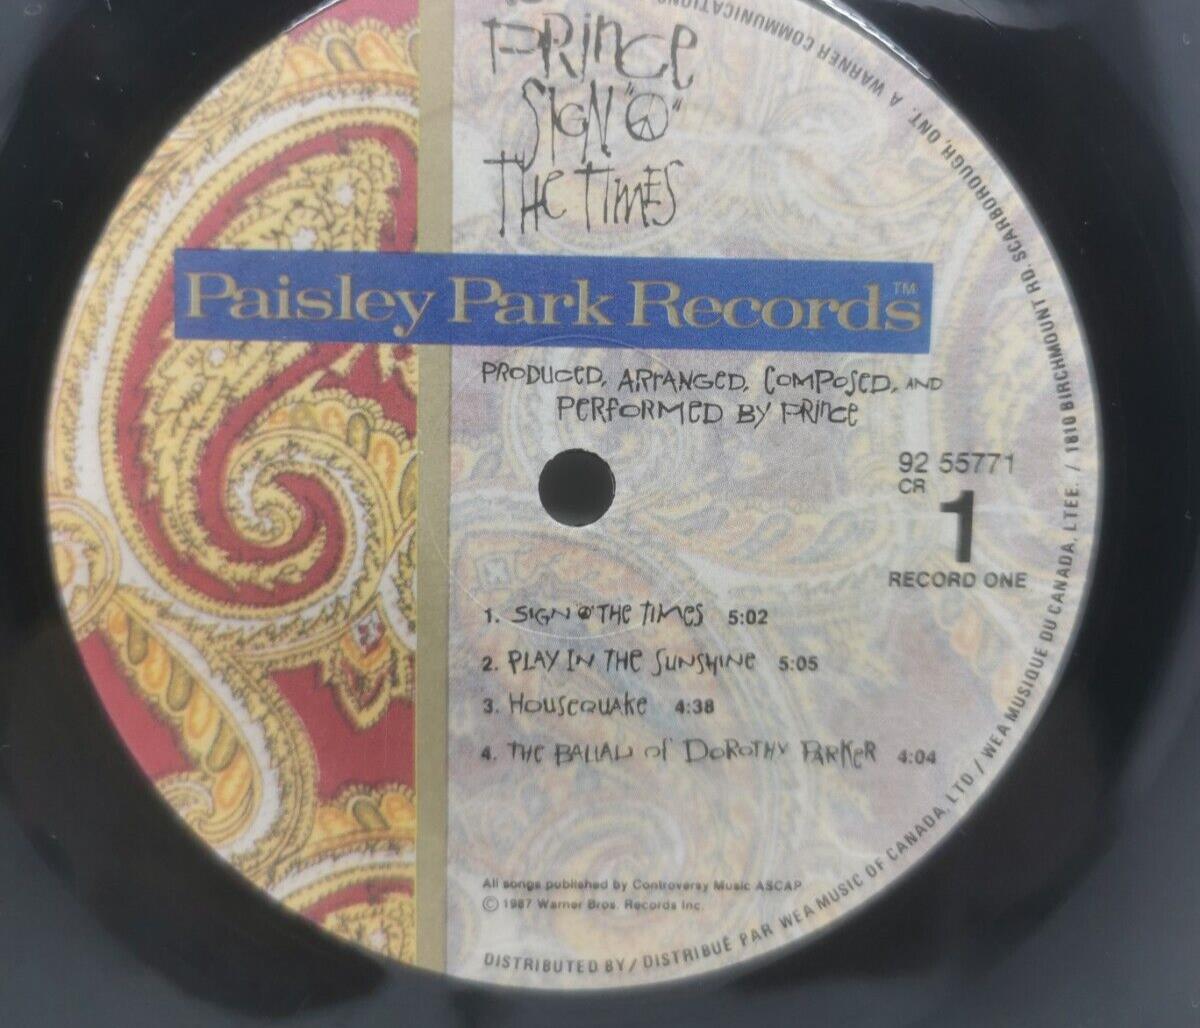 PRINCE
SIGN "☮"
THE TIMES
Paisley Park Records™
PRODUCED, ARRANGED, COMPOSED, AND
PERFORMED BY PRINCE
92 55771
CR
1
RECORD ONE
1. SIGN "☮" THE TIMES 5:02
2. PLAY IN THE SUNSHINE 5:05
3. HOUSEQUAKE 4:38
4. THE BALLAD of DOROTHY PARKER 4:04
All songs published by Controversy Music ASCAP
© 1987 Warner Bros. Records Inc.
DISTRIBUTED BY / DISTRIBUÉ PAR WEA MUSIC OF CANADA, LTD / WEA MUSIQUE DU CANADA, LTEE. / 1810 BIRCHMOUNT RD. SCARBOROUGH, ONT. A WARNER COMMUNICATIONS